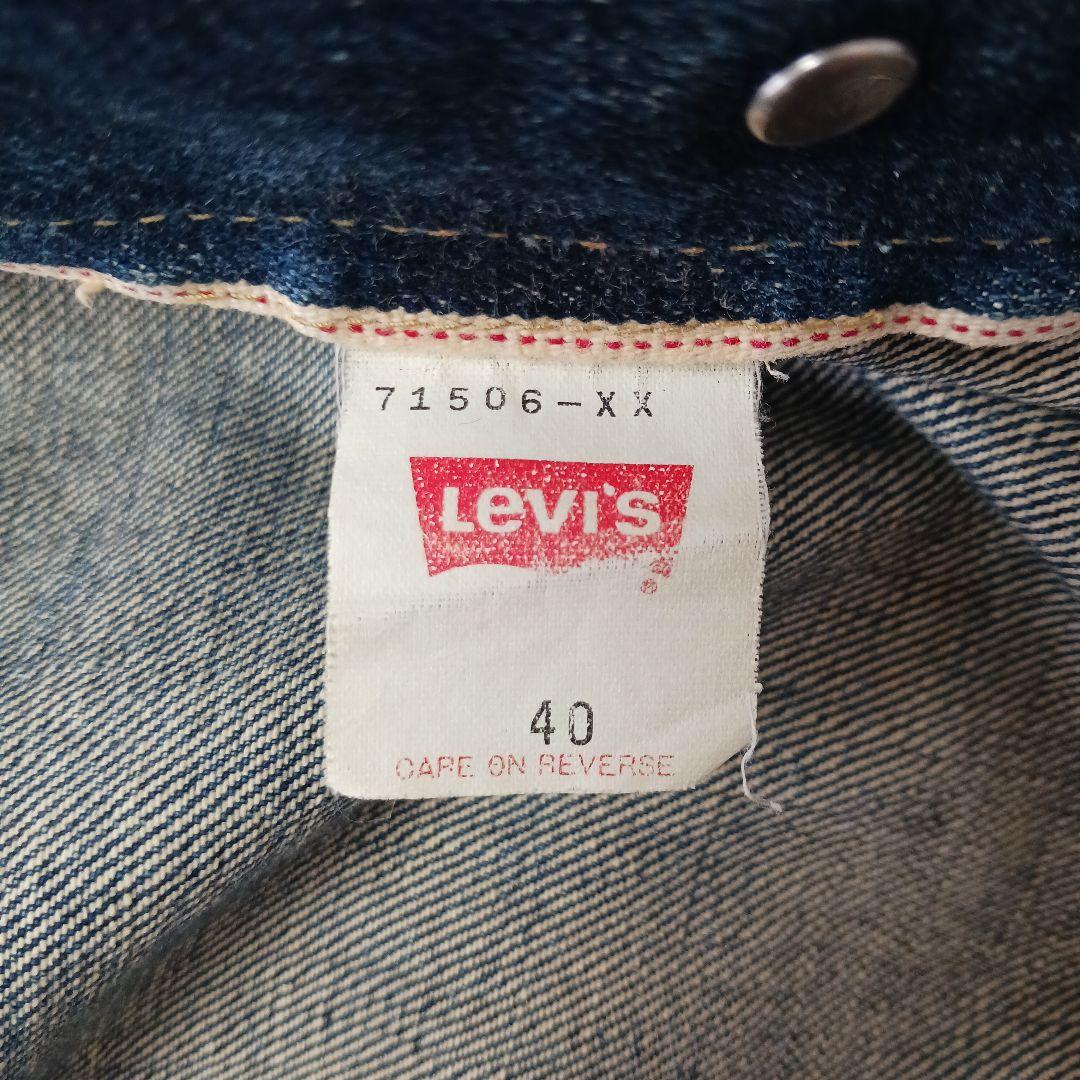 71506-XX
Levi's
®
40
CARE ON REVERSE